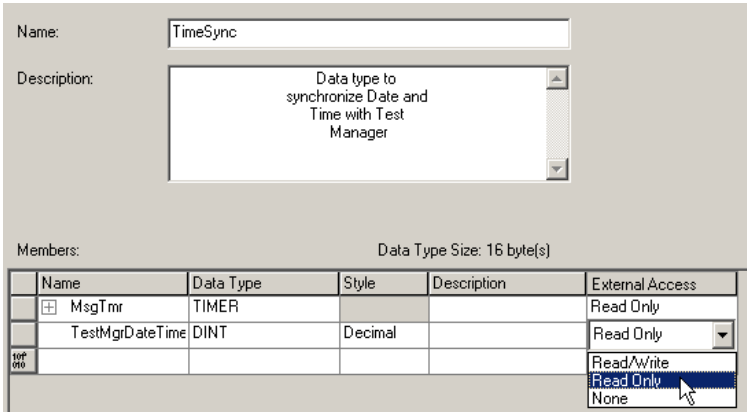 Name: TimeSync
Description: Data type to
synchronize Date and
Time with Test
Manager
Members: Data Type Size: 16 byte(s)
Name Data Type Style Description External Access
MsgTmr TIMER Read Only
TestMgrDateTime DINT Decimal Read Only
Read/Write
Read Only
None